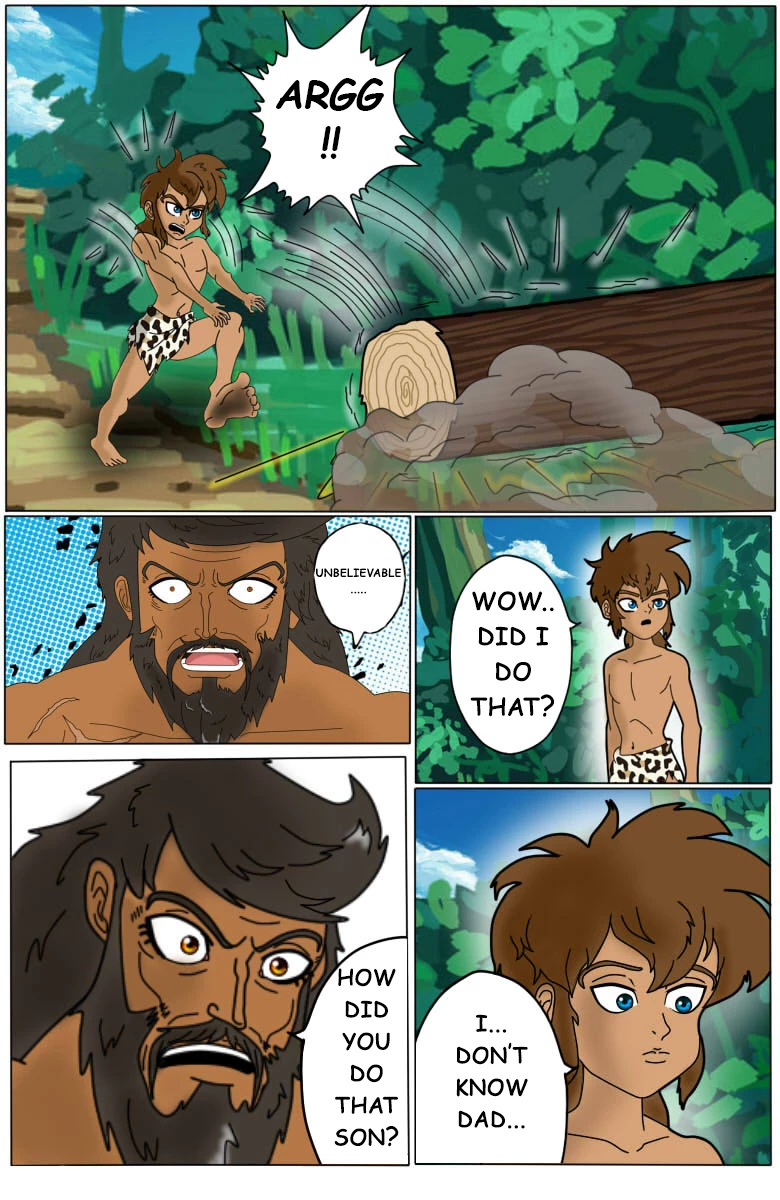 ARGG
!!
UNBELIEVABLE
.....
WOW..
DID I
DO
THAT?
HOW
DID
YOU
DO
THAT
SON?
I...
DON'T
KNOW
DAD...